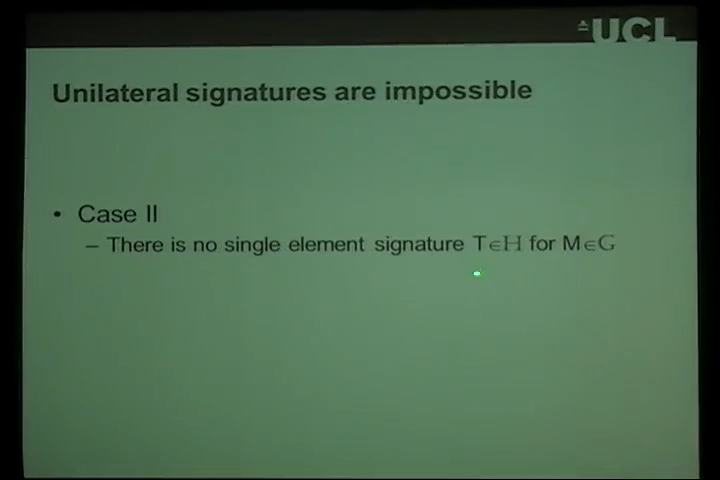 UCL
Unilateral signatures are impossible
• Case II
– There is no single element signature T∈H for M∈G